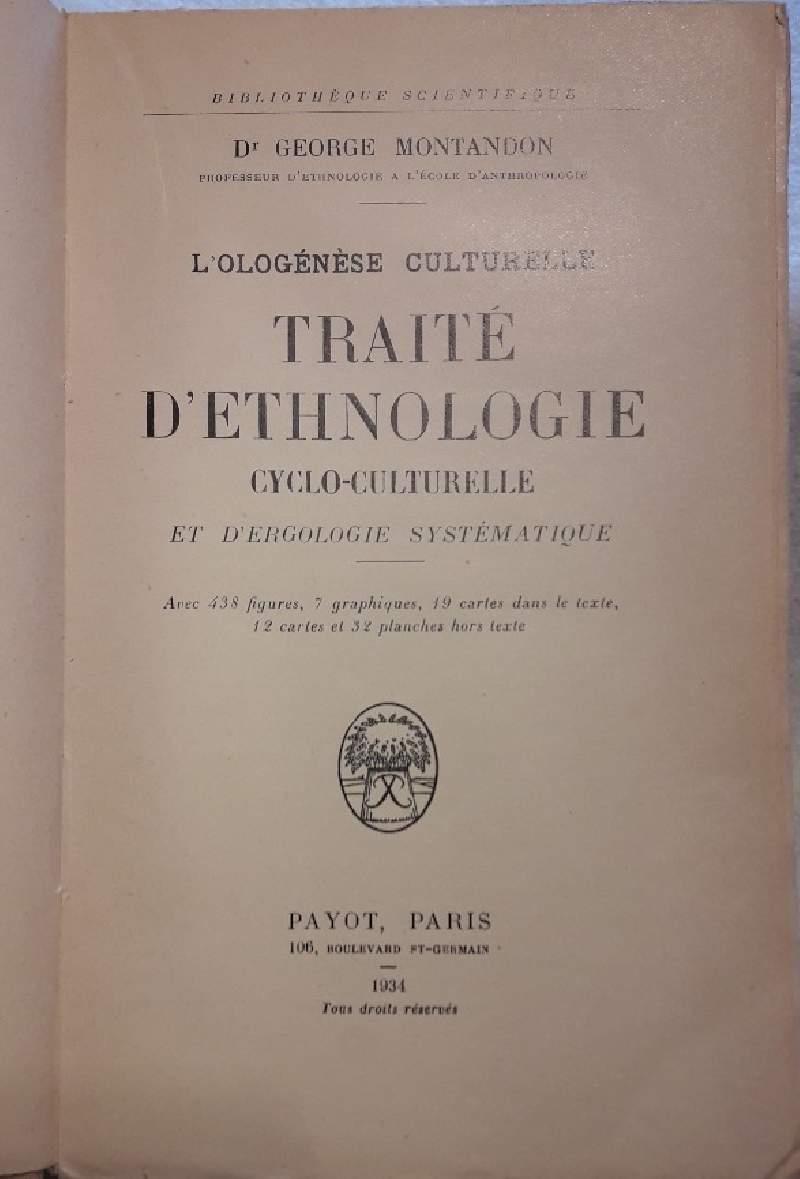 BIBLIOTHÈQUE SCIENTIFIQUE
Dr GEORGE MONTANDON
PROFESSEUR D'ETHNOLOGIE A L'ÉCOLE D'ANTHROPOLOGIE
L'OLOGÉNÈSE CULTURELLE
TRAITÉ
D'ETHNOLOGIE
CYCLO-CULTURELLE
ET D'ERGOLOGIE SYSTÉMATIQUE
Avec 438 figures, 7 graphiques, 19 cartes dans le texte,
12 cartes et 32 planches hors texte
PAYOT, PARIS
106, BOULEVARD ST-GERMAIN
1934
Tous droits réservés